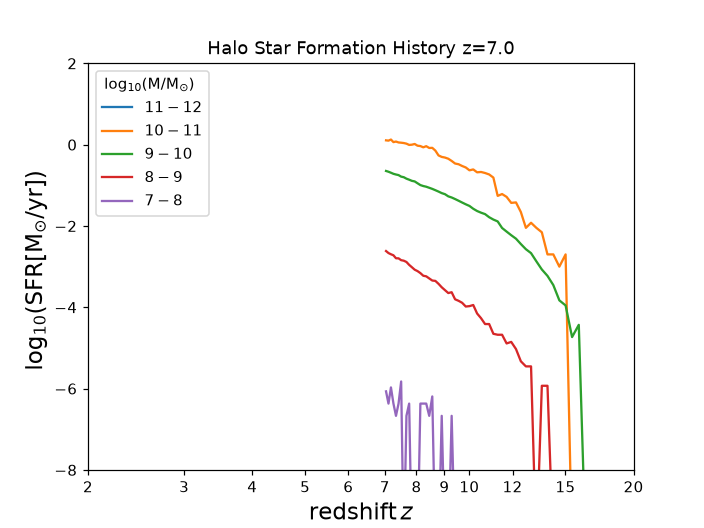 Halo Star Formation History z=7.0
log₁₀(SFR[M☉/yr])
2
0
−2
−4
−6
−8
log₁₀(M/M☉)
11 − 12
10 − 11
9 − 10
8 − 9
7 − 8
2 3 4 5 6 7 8 9 10 12 15 20
redshift z